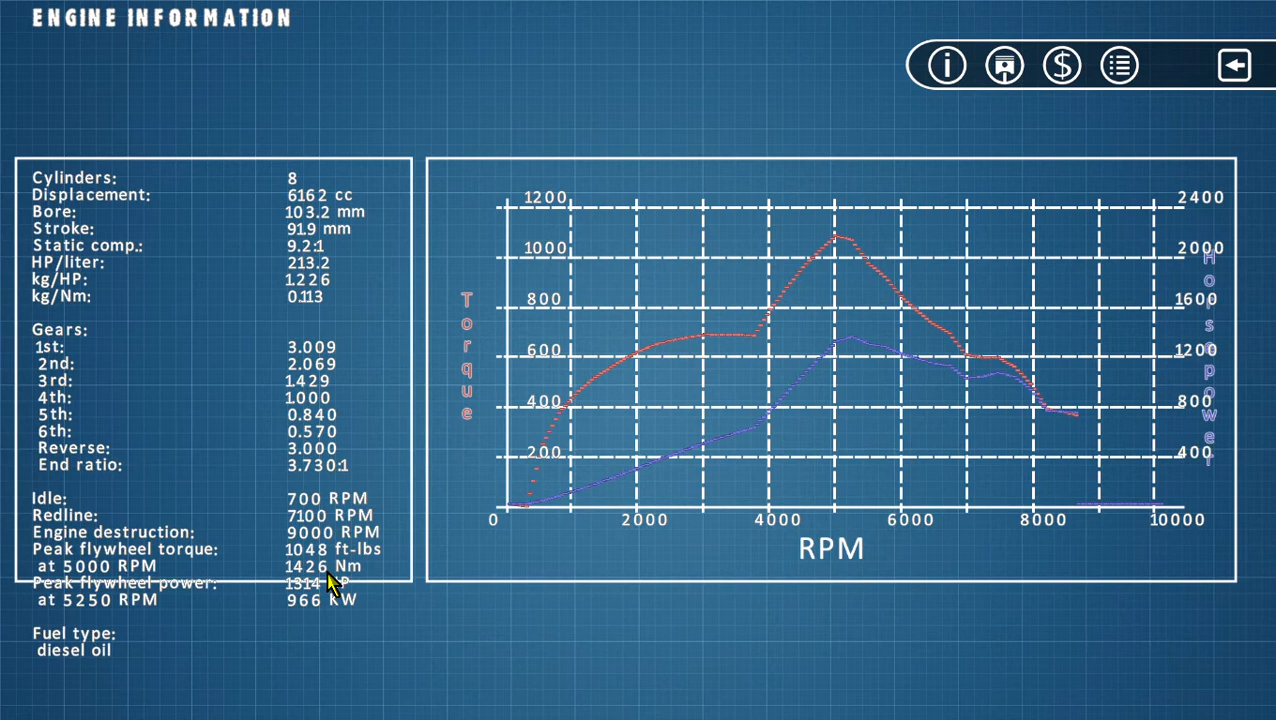 ENGINE INFORMATION
Cylinders: 8
Displacement: 6162 cc
Bore: 103.2 mm
Stroke: 91.9 mm
Static comp.: 9.2:1
HP/liter: 213.2
kg/HP: 1.226
kg/Nm: 0.113
Gears:
1st: 3.009
2nd: 2.069
3rd: 1.429
4th: 1.000
5th: 0.840
6th: 0.570
Reverse: 3.000
End ratio: 3.730:1
Idle: 700 RPM
Redline: 7100 RPM
Engine destruction: 9000 RPM
Peak flywheel torque: 1048 ft-lbs
at 5000 RPM 1426 Nm
Peak flywheel power: 1314 HP
at 5250 RPM 966 KW
Fuel type:
diesel oil
Torque
1200
1000
800
600
400
200
0 2000 4000 6000 8000 10000
RPM
2400
2000
1600
1200
800
400
Horsepower